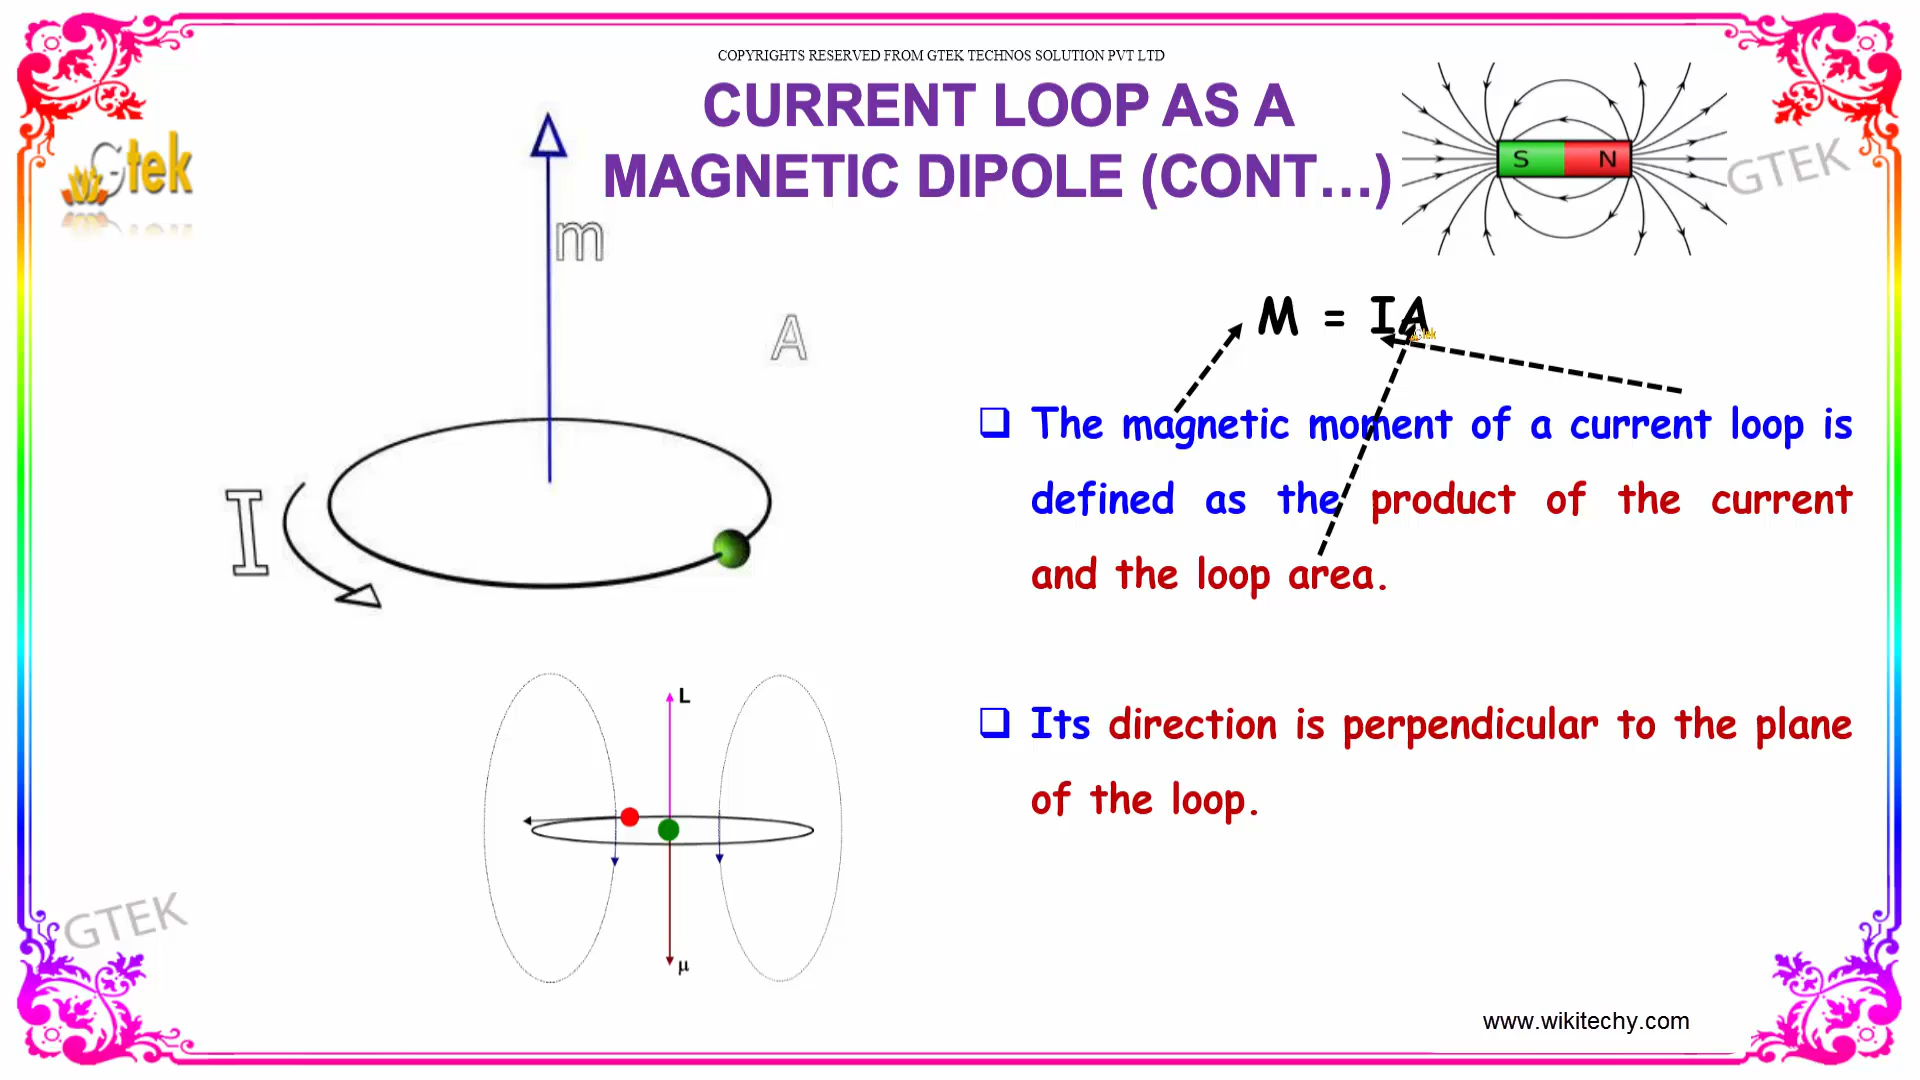 COPYRIGHTS RESERVED FROM GTEK TECHNOS SOLUTION PVT LTD
CURRENT LOOP AS A
MAGNETIC DIPOLE (CONT...)
S N
GTEK
Gtek
m
A
I
M = IA
Gtek
❑ The magnetic moment of a current loop is
defined as the product of the current
and the loop area.
❑ Its direction is perpendicular to the plane
of the loop.
L
μ
GTEK
www.wikitechy.com